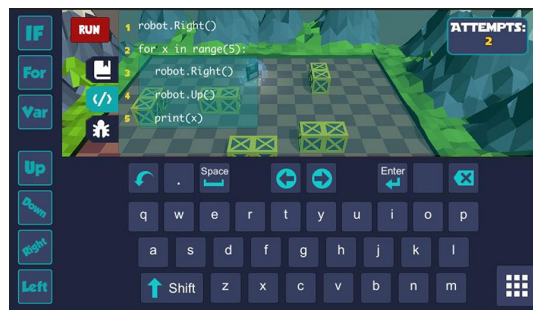 IF
RUN
1 robot.Right()
ATTEMPTS:
2
2 for x in range(5):
For
3 robot.Right()
</>
4 robot.Up()
Var
5 print(x)
Up
. Space Enter
Down
q w e r t y u i o p
Right
a s d f g h j k l
Left
Shift z x c v b n m